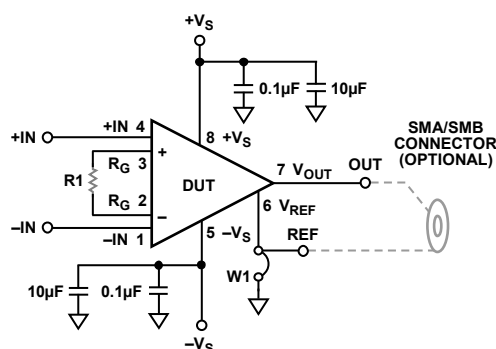 +VS
0.1µF
10µF
SMA/SMB
CONNECTOR
(OPTIONAL)
+IN
+IN 4
8 +VS
+
RG 3
R1
DUT
7 VOUT
OUT
RG 2
6 VREF
–
–IN
–IN 1
5
–VS
REF
W1
10µF
0.1µF
–VS